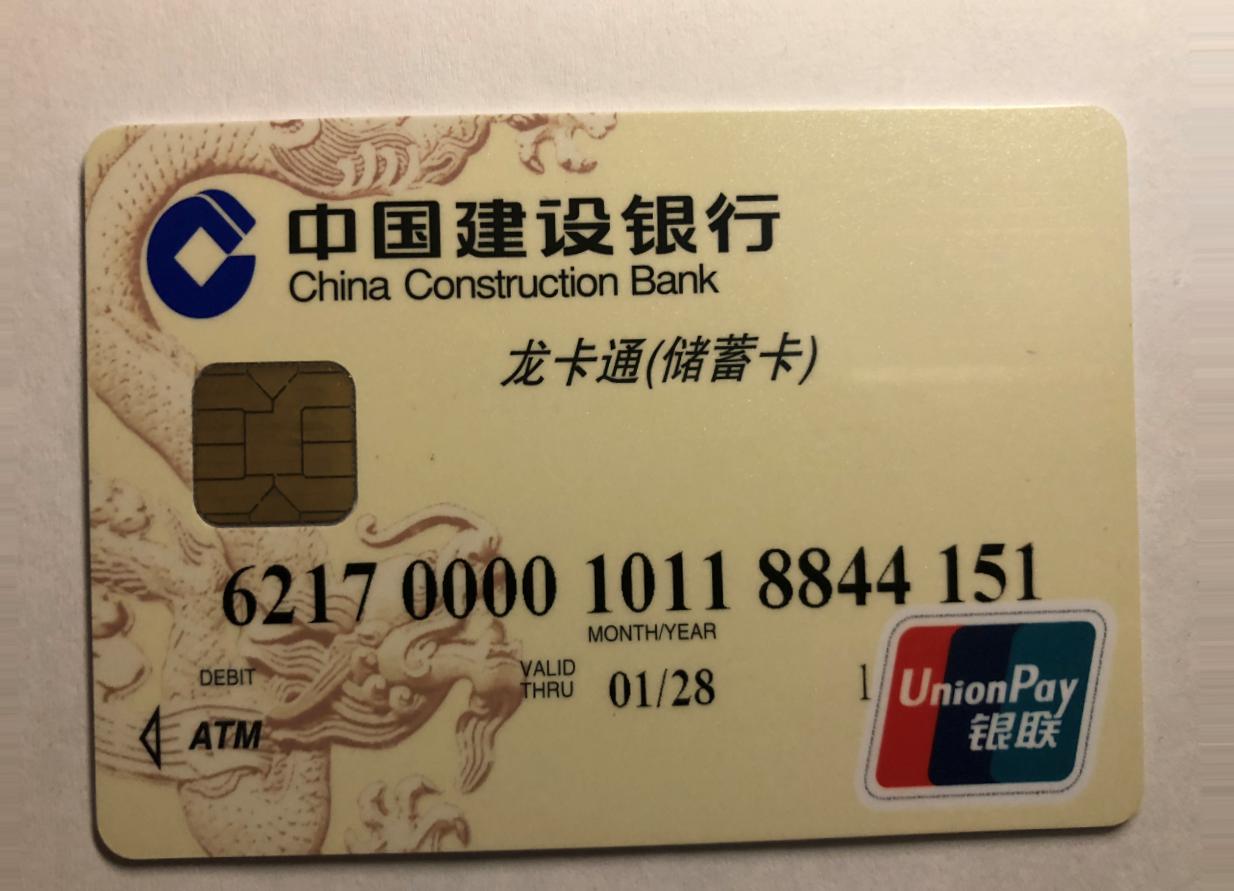 中国建设银行
China Construction Bank
龙卡通(储蓄卡)
6217 0000 1011 8844 151
MONTH/YEAR
DEBIT
VALID
THRU
01/28
1
UnionPay
银联
ATM